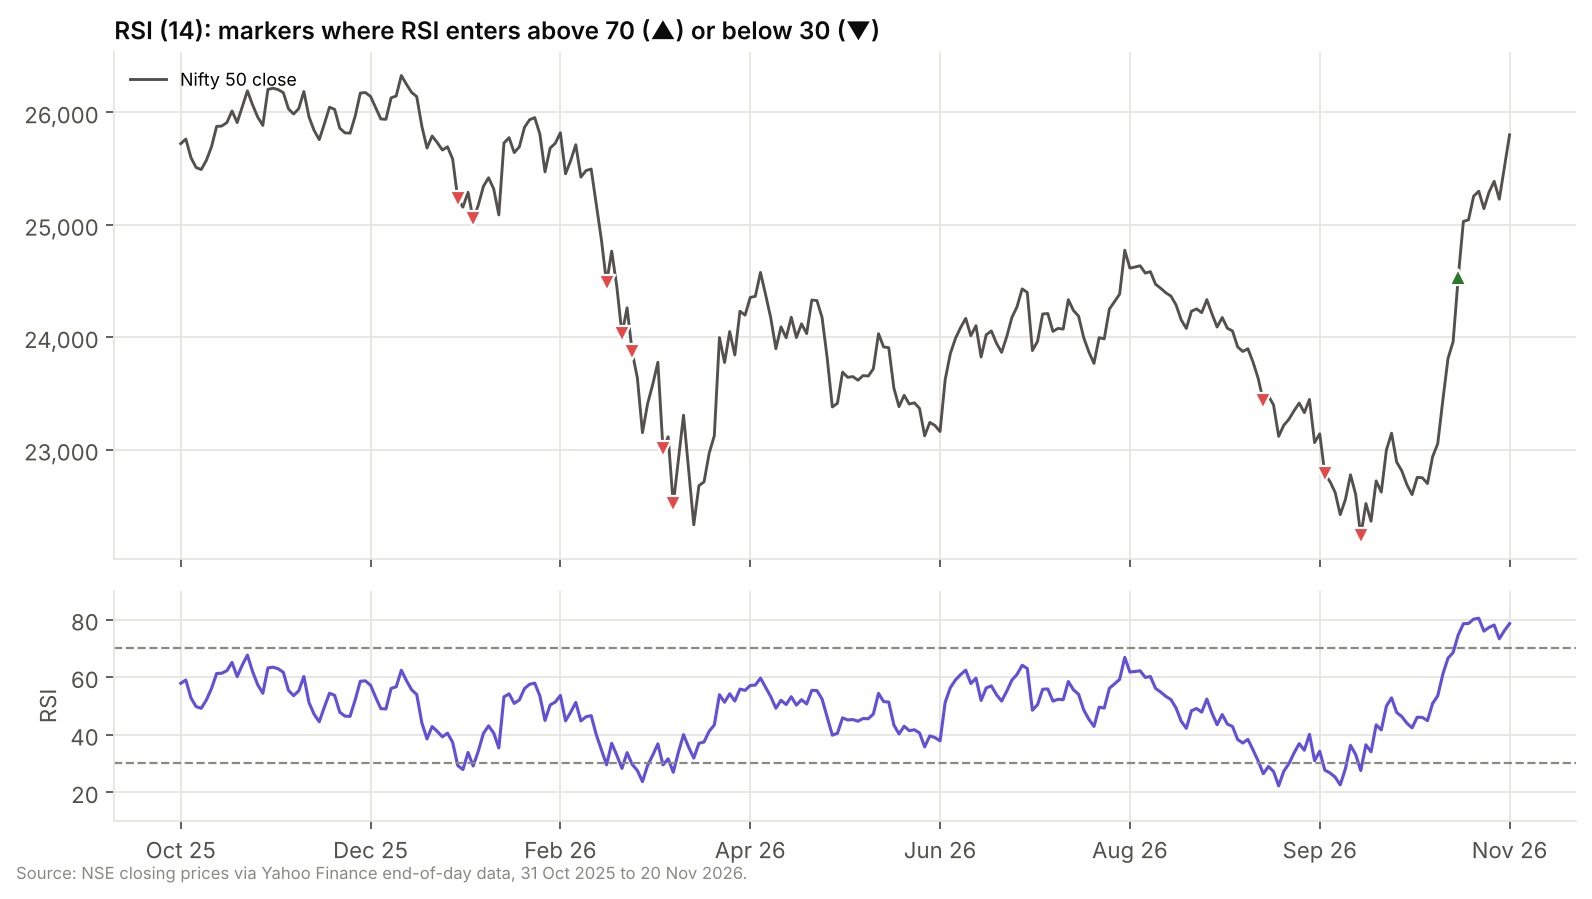 RSI (14): markers where RSI enters above 70 (▲) or below 30 (▼)
Nifty 50 close
26,000
25,000
24,000
23,000
80
60
40
20
RSI
Oct 25 Dec 25 Feb 26 Apr 26 Jun 26 Aug 26 Sep 26 Nov 26
Source: NSE closing prices via Yahoo Finance end-of-day data, 31 Oct 2025 to 20 Nov 2026.